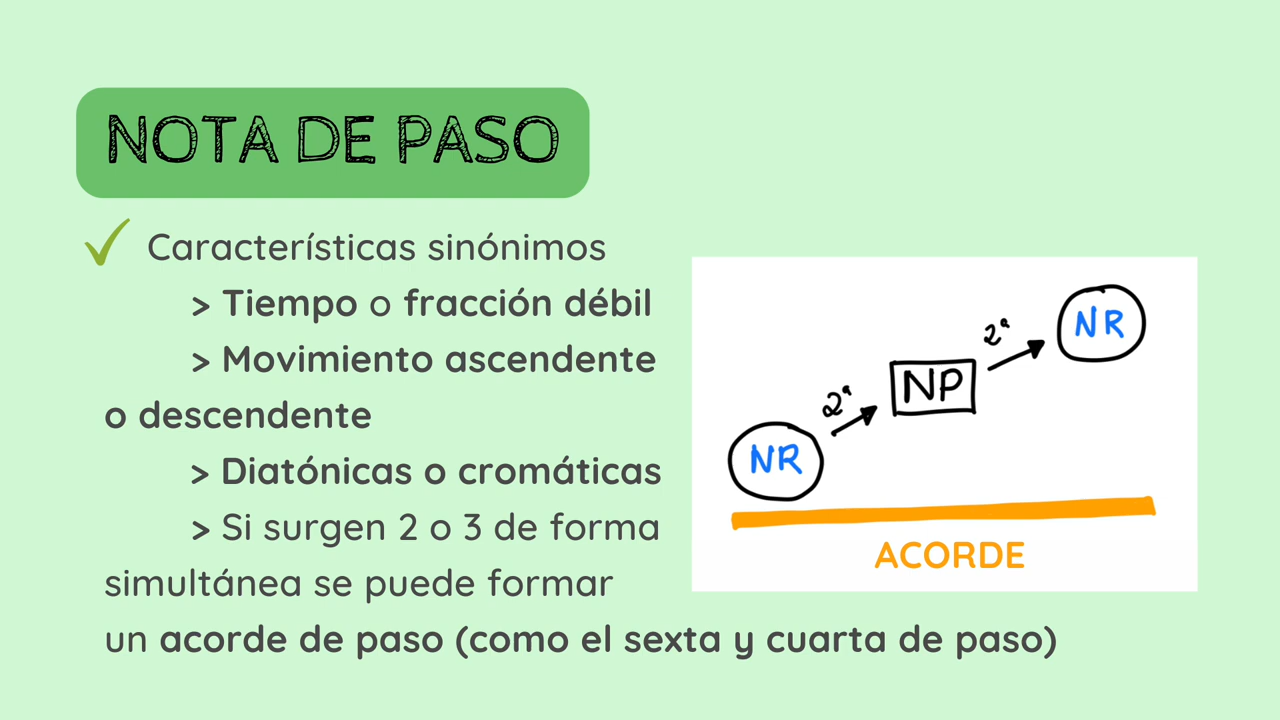 NOTA DE PASO
Características sinónimos
> Tiempo o fracción débil
> Movimiento ascendente
o descendente
> Diatónicas o cromáticas
> Si surgen 2 o 3 de forma
simultánea se puede formar
un acorde de paso (como el sexta y cuarta de paso)
NR
2ª
NP
2ª
NR
ACORDE